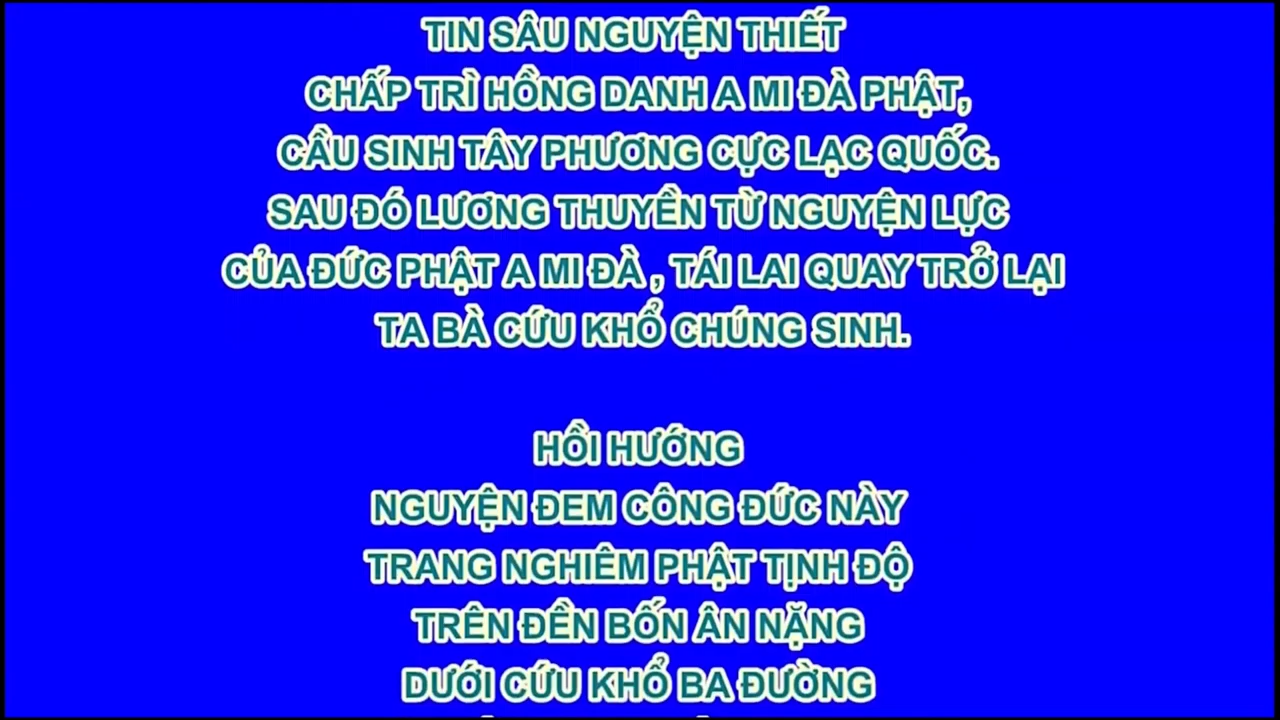 TIN SÂU NGUYỆN THIẾT
CHẤP TRÌ HỒNG DANH A MI ĐÀ PHẬT,
CẦU SINH TÂY PHƯƠNG CỰC LẠC QUỐC.
SAU ĐÓ LƯƠNG THUYỀN TỪ NGUYỆN LỰC
CỦA ĐỨC PHẬT A MI ĐÀ , TÁI LAI QUAY TRỞ LẠI
TA BÀ CỨU KHỔ CHÚNG SINH.
HỒI HƯỚNG
NGUYỆN ĐEM CÔNG ĐỨC NÀY
TRANG NGHIÊM PHẬT TỊNH ĐỘ
TRÊN ĐỀN BỐN ÂN NẶNG
DƯỚI CỨU KHỔ BA ĐƯỜNG